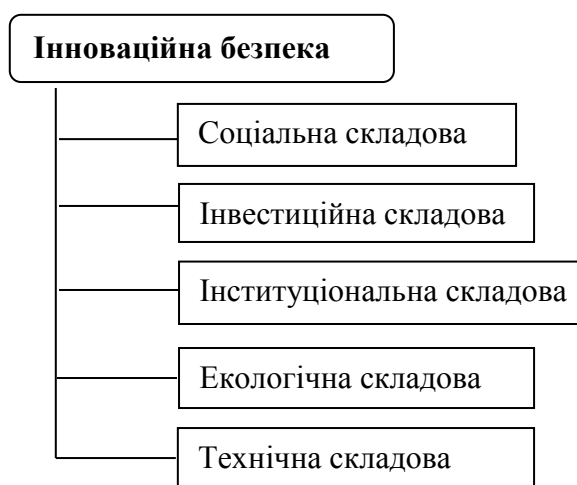 Інноваційна безпека
Соціальна складова
Інвестиційна складова
Інституціональна складова
Екологічна складова
Технічна складова